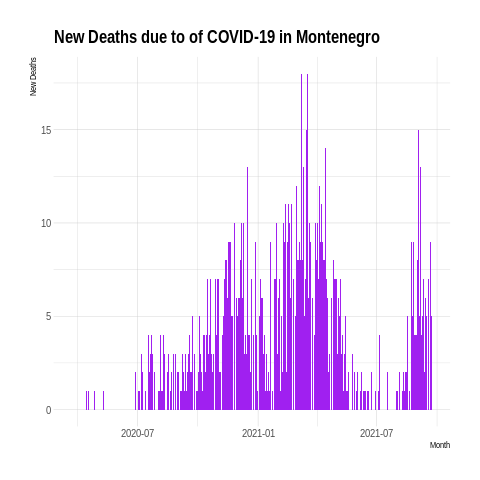 New Deaths due to of COVID-19 in Montenegro
New Deaths
15
10
5
0
2020-07
2021-01
2021-07
Month